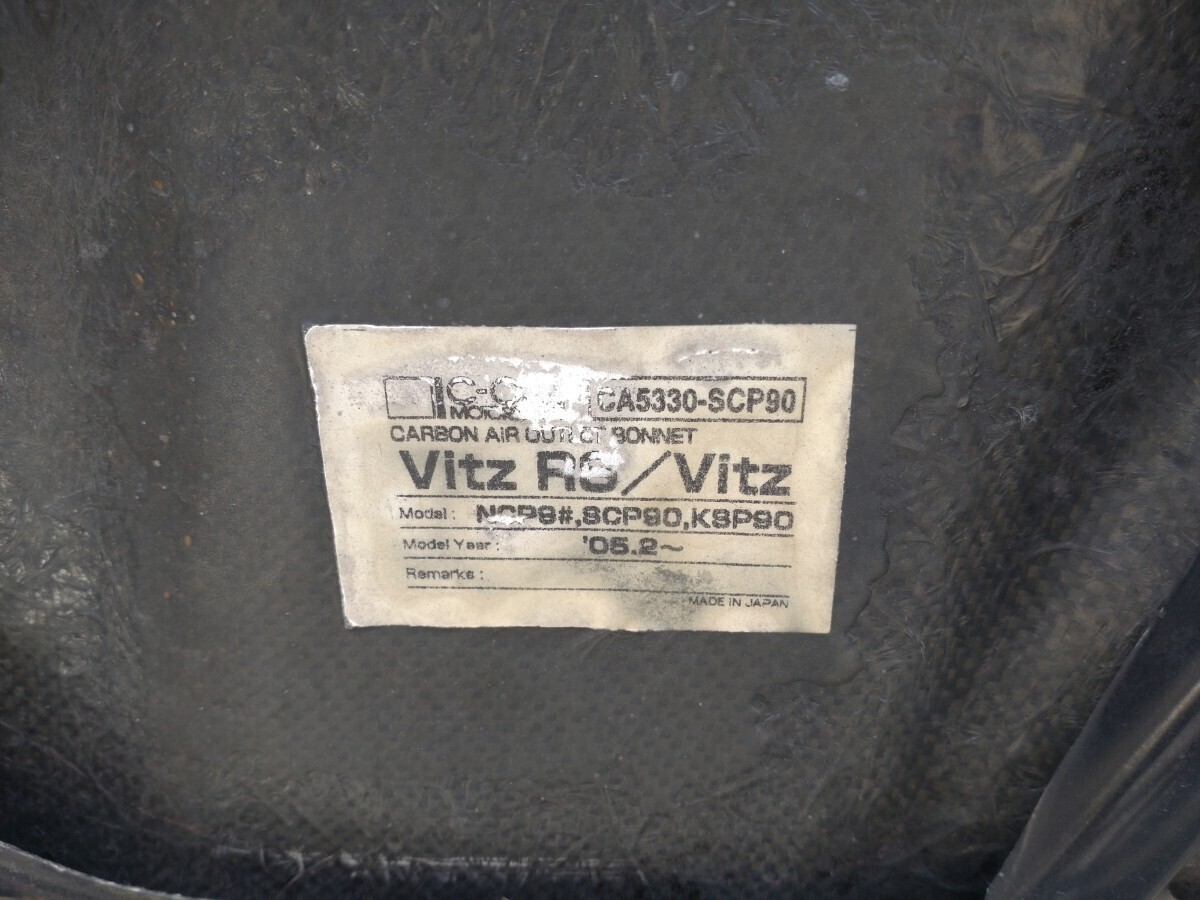 CA5330-SCP90
CARBON AIR OUTLET BONNET
Vitz RS/Vitz
Model : NCP9#,SCP90,KSP90
Model Year : '05.2~
Remarks :
MADE IN JAPAN